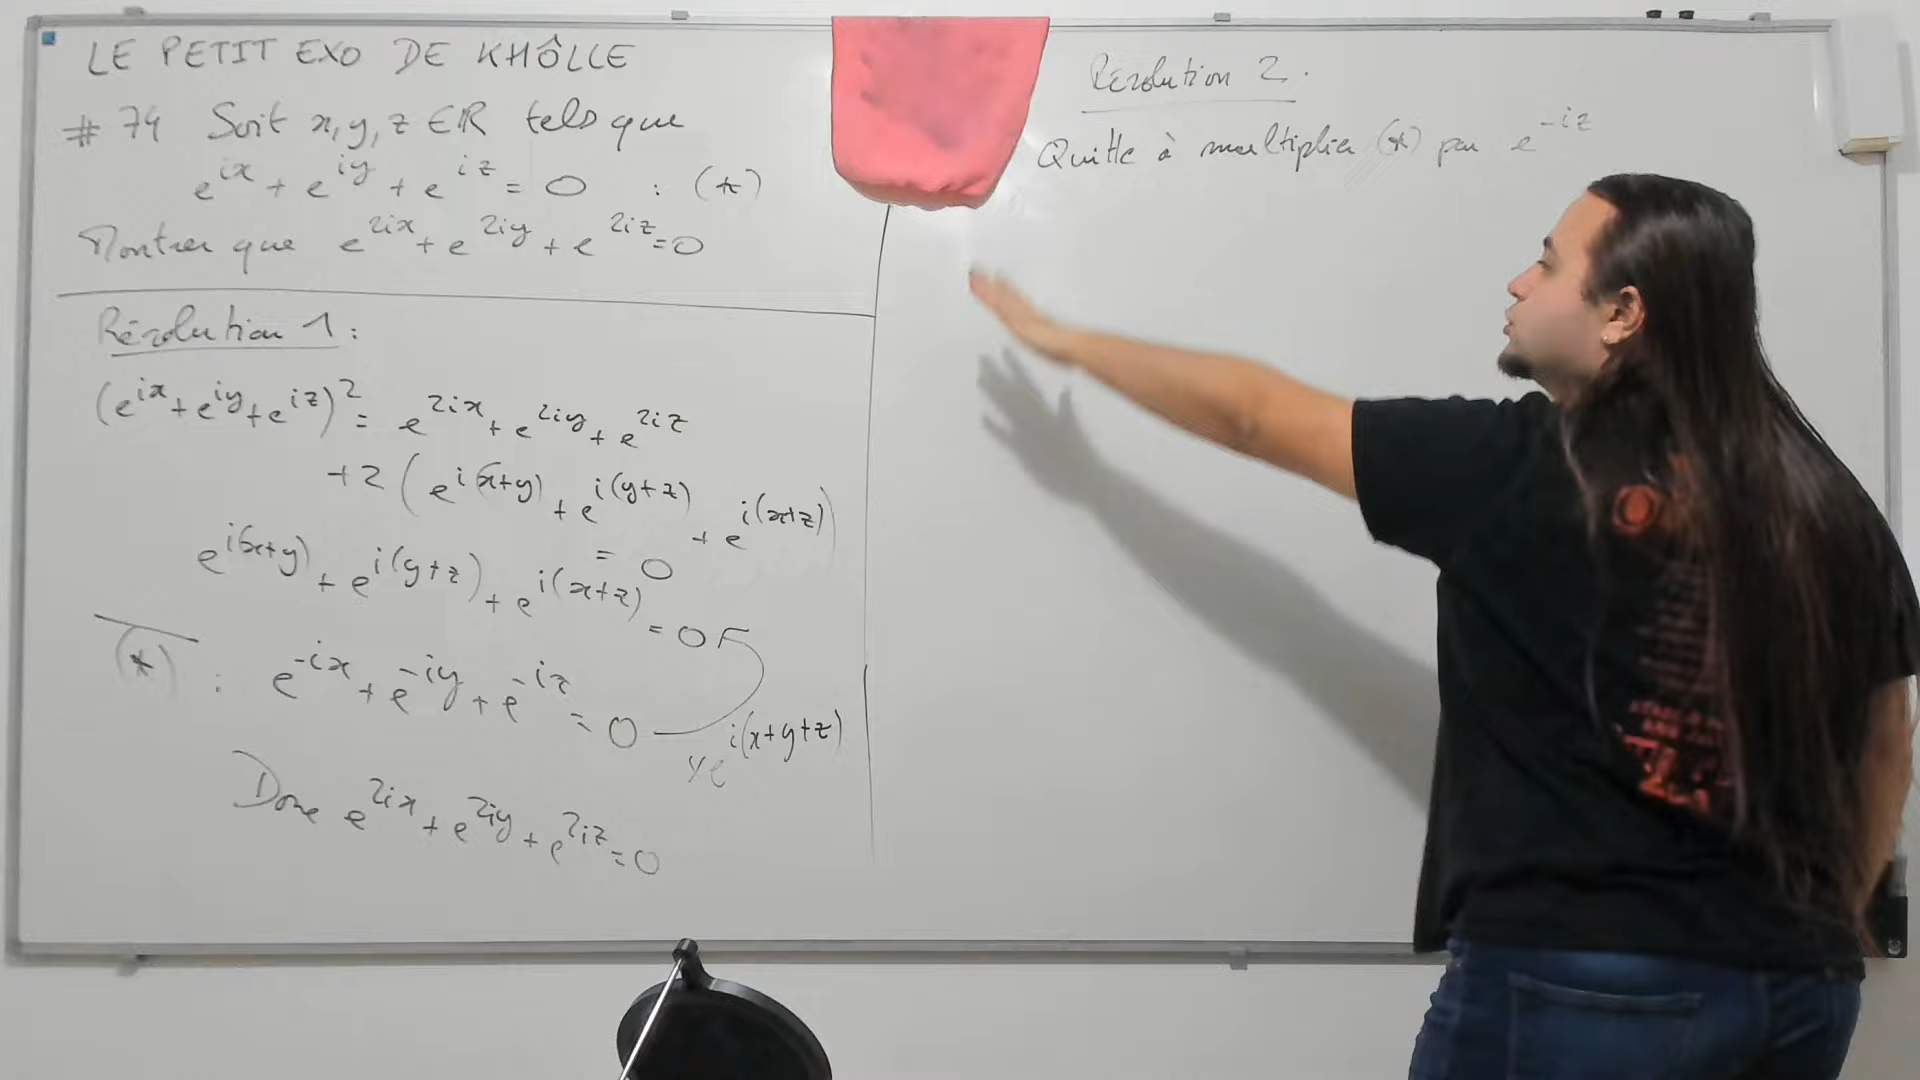 LE PETIT EXO DE KHÔLLE
# 74 Soit x, y, z ∈ ℝ tels que
e^{ix} + e^{iy} + e^{iz} = 0 : (*)
Montrer que e^{2ix} + e^{2iy} + e^{2iz} = 0
Résolution 1 :
(e^{ix} + e^{iy} + e^{iz})^2 = e^{2ix} + e^{2iy} + e^{2iz}
+ 2 (e^{i(x+y)} + e^{i(y+z)} + e^{i(x+z)})
= 0
e^{i(x+y)} + e^{i(y+z)} + e^{i(x+z)} = 0
(*) : e^{-ix} + e^{-iy} + e^{-iz} = 0
×e^{i(x+y+z)}
Donc e^{2ix} + e^{2iy} + e^{2iz} = 0
Résolution 2.
Quitte à multiplier (*) par e^{-iz}